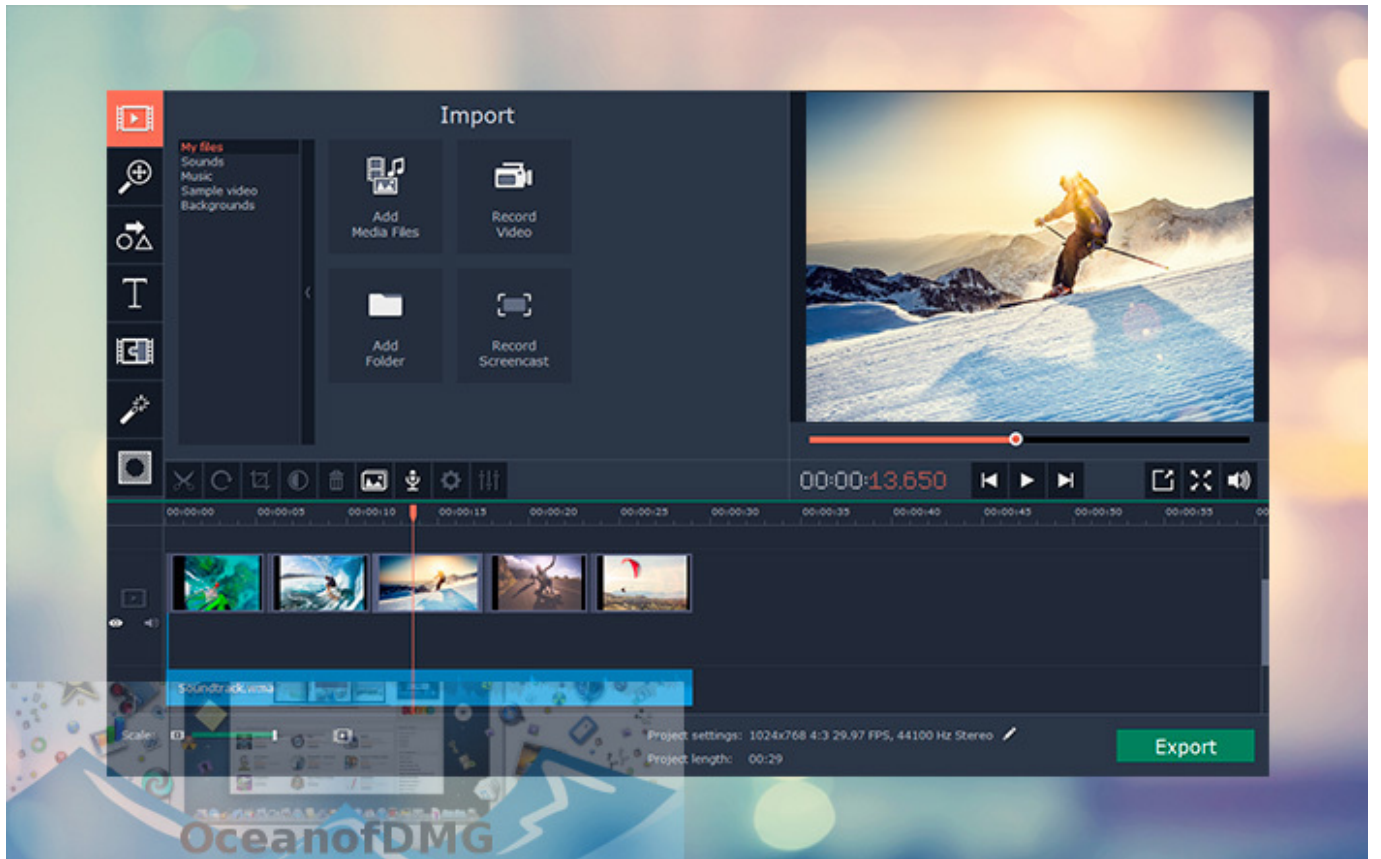 Import
My files
Sounds
Music
Sample video
Backgrounds
Add
Media Files
Record
Video
Add
Folder
Record
Screencast
T
00:00:13.650
00:00:00 00:00:05 00:00:10 00:00:15 00:00:20 00:00:25 00:00:30 00:00:35 00:00:40 00:00:45 00:00:50 00:00:55 00
Soundtrack.wma
Scale:
Project settings: 1024x768 4:3 29.97 FPS, 44100 Hz Stereo
Project length: 00:29
Export
OceanofDMG